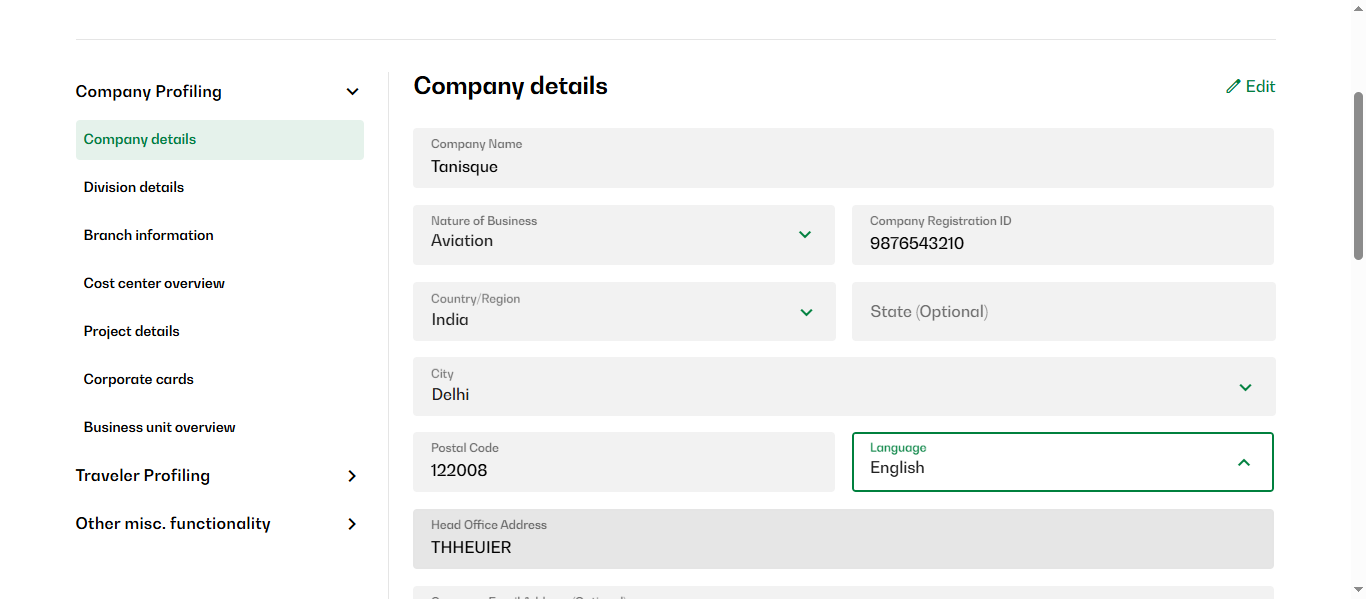 Company Profiling
Company details
Division details
Branch information
Cost center overview
Project details
Corporate cards
Business unit overview
Traveler Profiling
Other misc. functionality
Company details
Edit
Company Name
Tanisque
Nature of Business
Aviation
Company Registration ID
9876543210
Country/Region
India
State (Optional)
City
Delhi
Postal Code
122008
Language
English
Head Office Address
THHEUIER